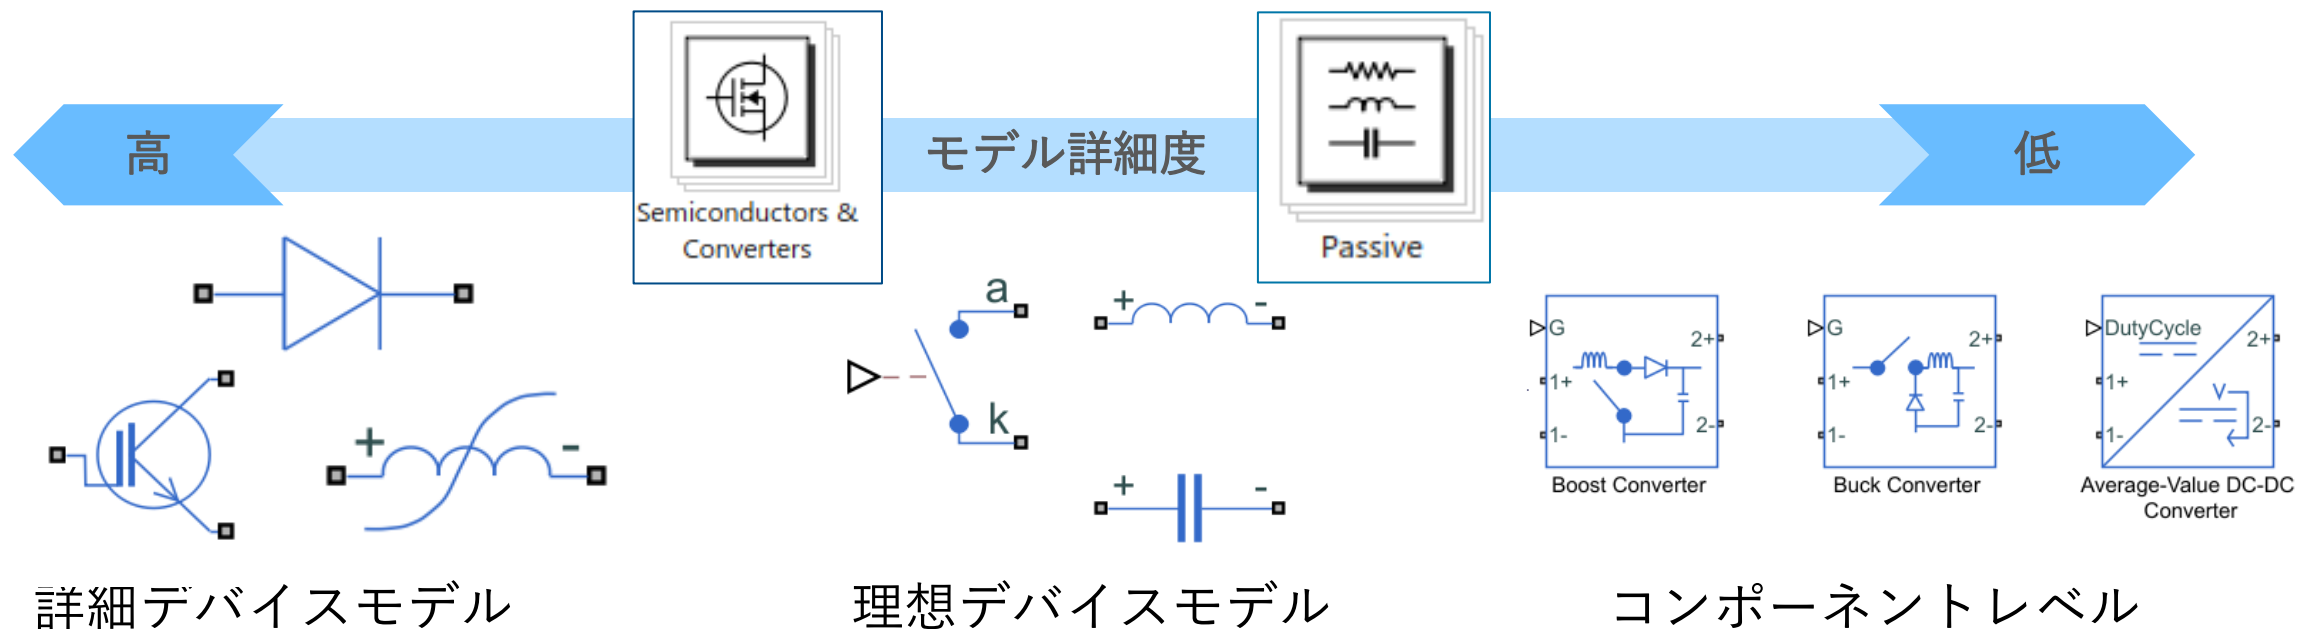 高
Semiconductors &
Converters
モデル詳細度
Passive
低
a
k
+ -
+ -
+ -
G
1+
1-
2+
2-
Boost Converter
G
1+
1-
2+
2-
Buck Converter
DutyCycle
1+
1-
2+
V
2-
Average-Value DC-DC
Converter
詳細デバイスモデル
理想デバイスモデル
コンポーネントレベル